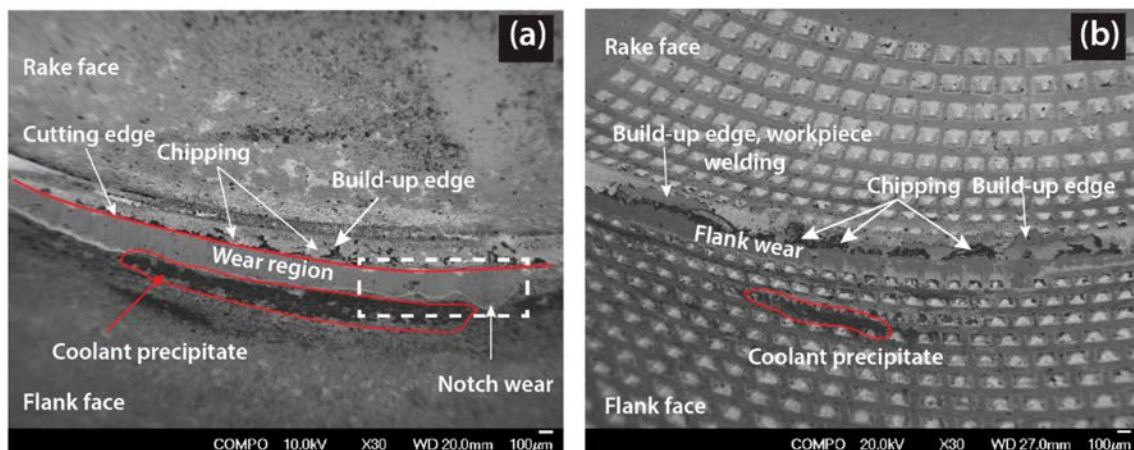 (a)
Rake face
Cutting edge
Chipping
Build-up edge
Wear region
Coolant precipitate
Notch wear
Flank face
COMPO 10.0kV X30 WD 20.0mm 100µm
(b)
Rake face
Build-up edge, workpiece
welding
Chipping
Build-up edge
Flank wear
Coolant precipitate
Flank face
COMPO 20.0kV X30 WD 27.0mm 100µm